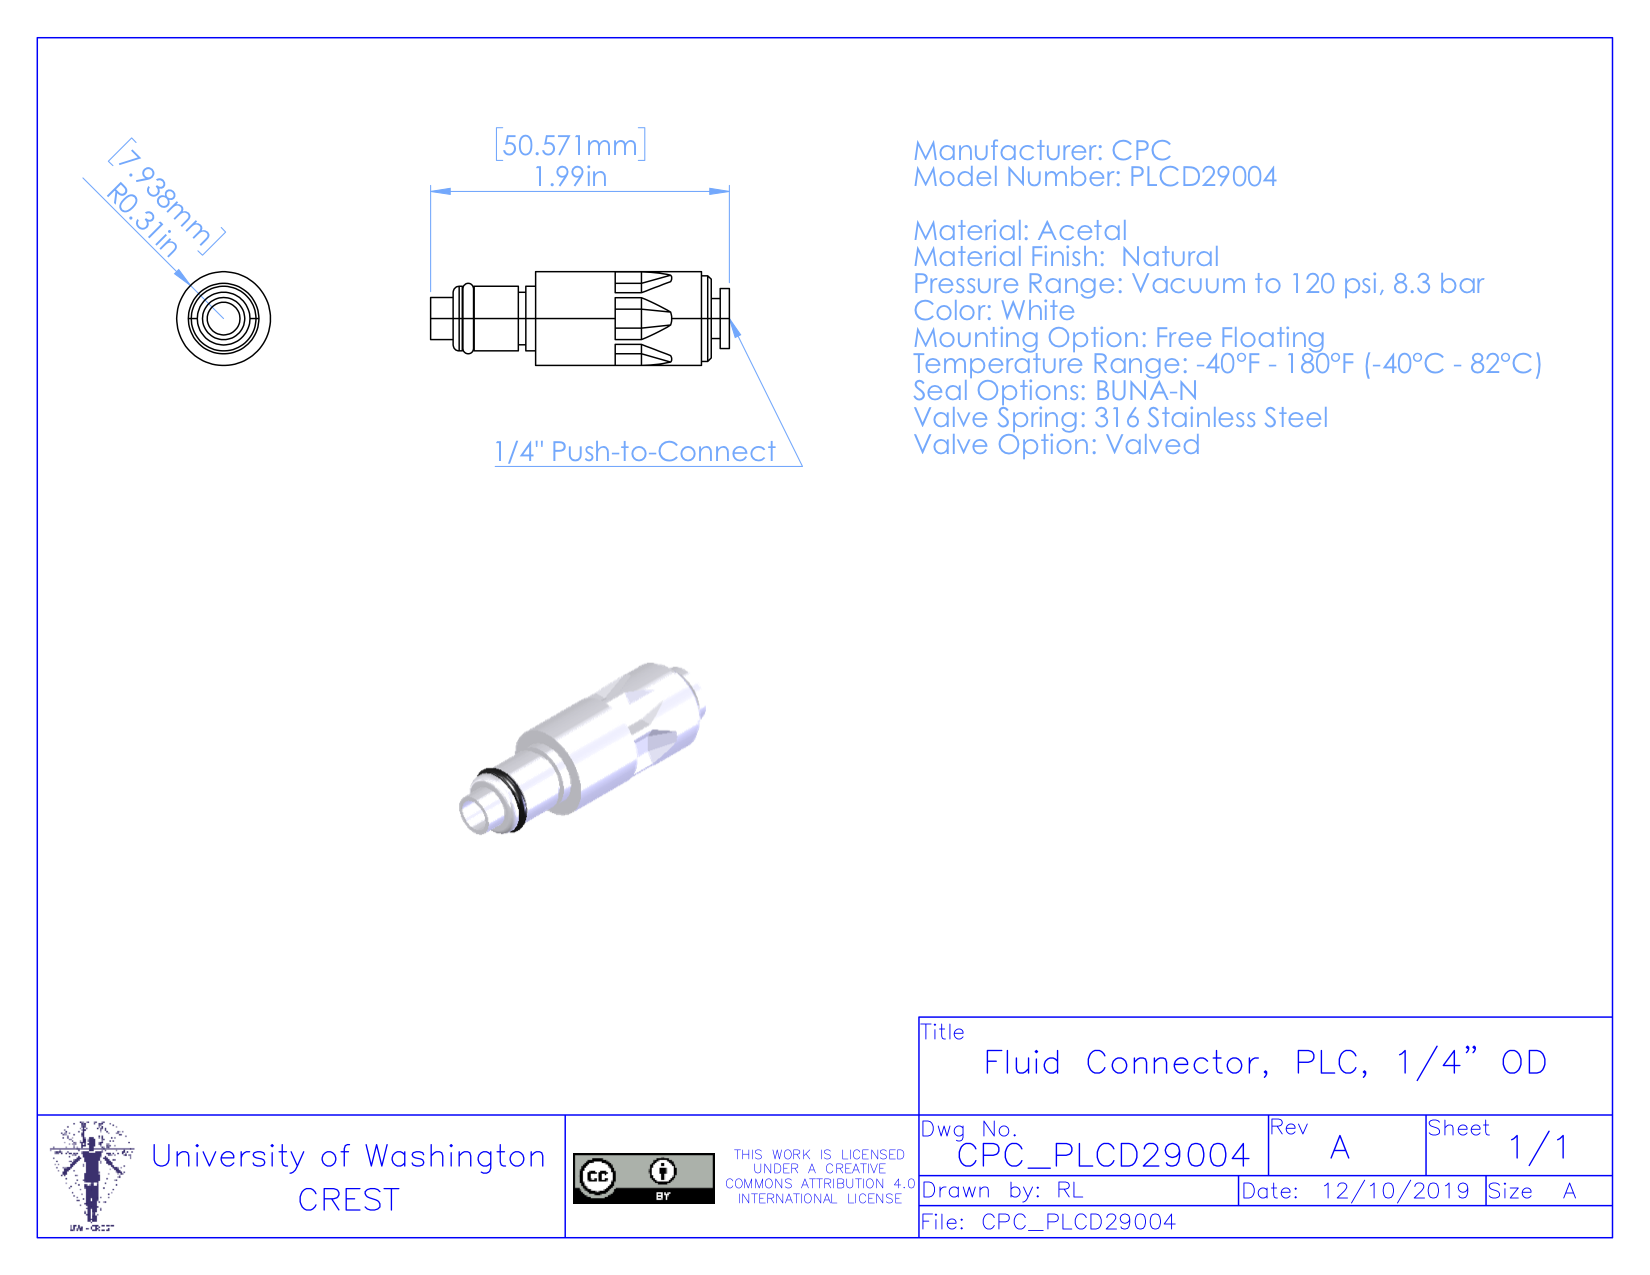 [7.938mm]
R0.31in
[50.571mm]
1.99in
1/4" Push-to-Connect
Manufacturer: CPC
Model Number: PLCD29004
Material: Acetal
Material Finish:  Natural
Pressure Range: Vacuum to 120 psi, 8.3 bar
Color: White
Mounting Option: Free Floating
Temperature Range: -40°F - 180°F (-40°C - 82°C)
Seal Options: BUNA-N
Valve Spring: 316 Stainless Steel
Valve Option: Valved
Title
Fluid Connector, PLC, 1/4” OD
Dwg No.
CPC_PLCD29004
Rev
A
Sheet
1/1
Drawn by: RL
Date: 12/10/2019
Size A
File: CPC_PLCD29004
University of Washington
CREST
cc
BY
THIS WORK IS LICENSED
UNDER A CREATIVE
COMMONS ATTRIBUTION 4.0
INTERNATIONAL LICENSE